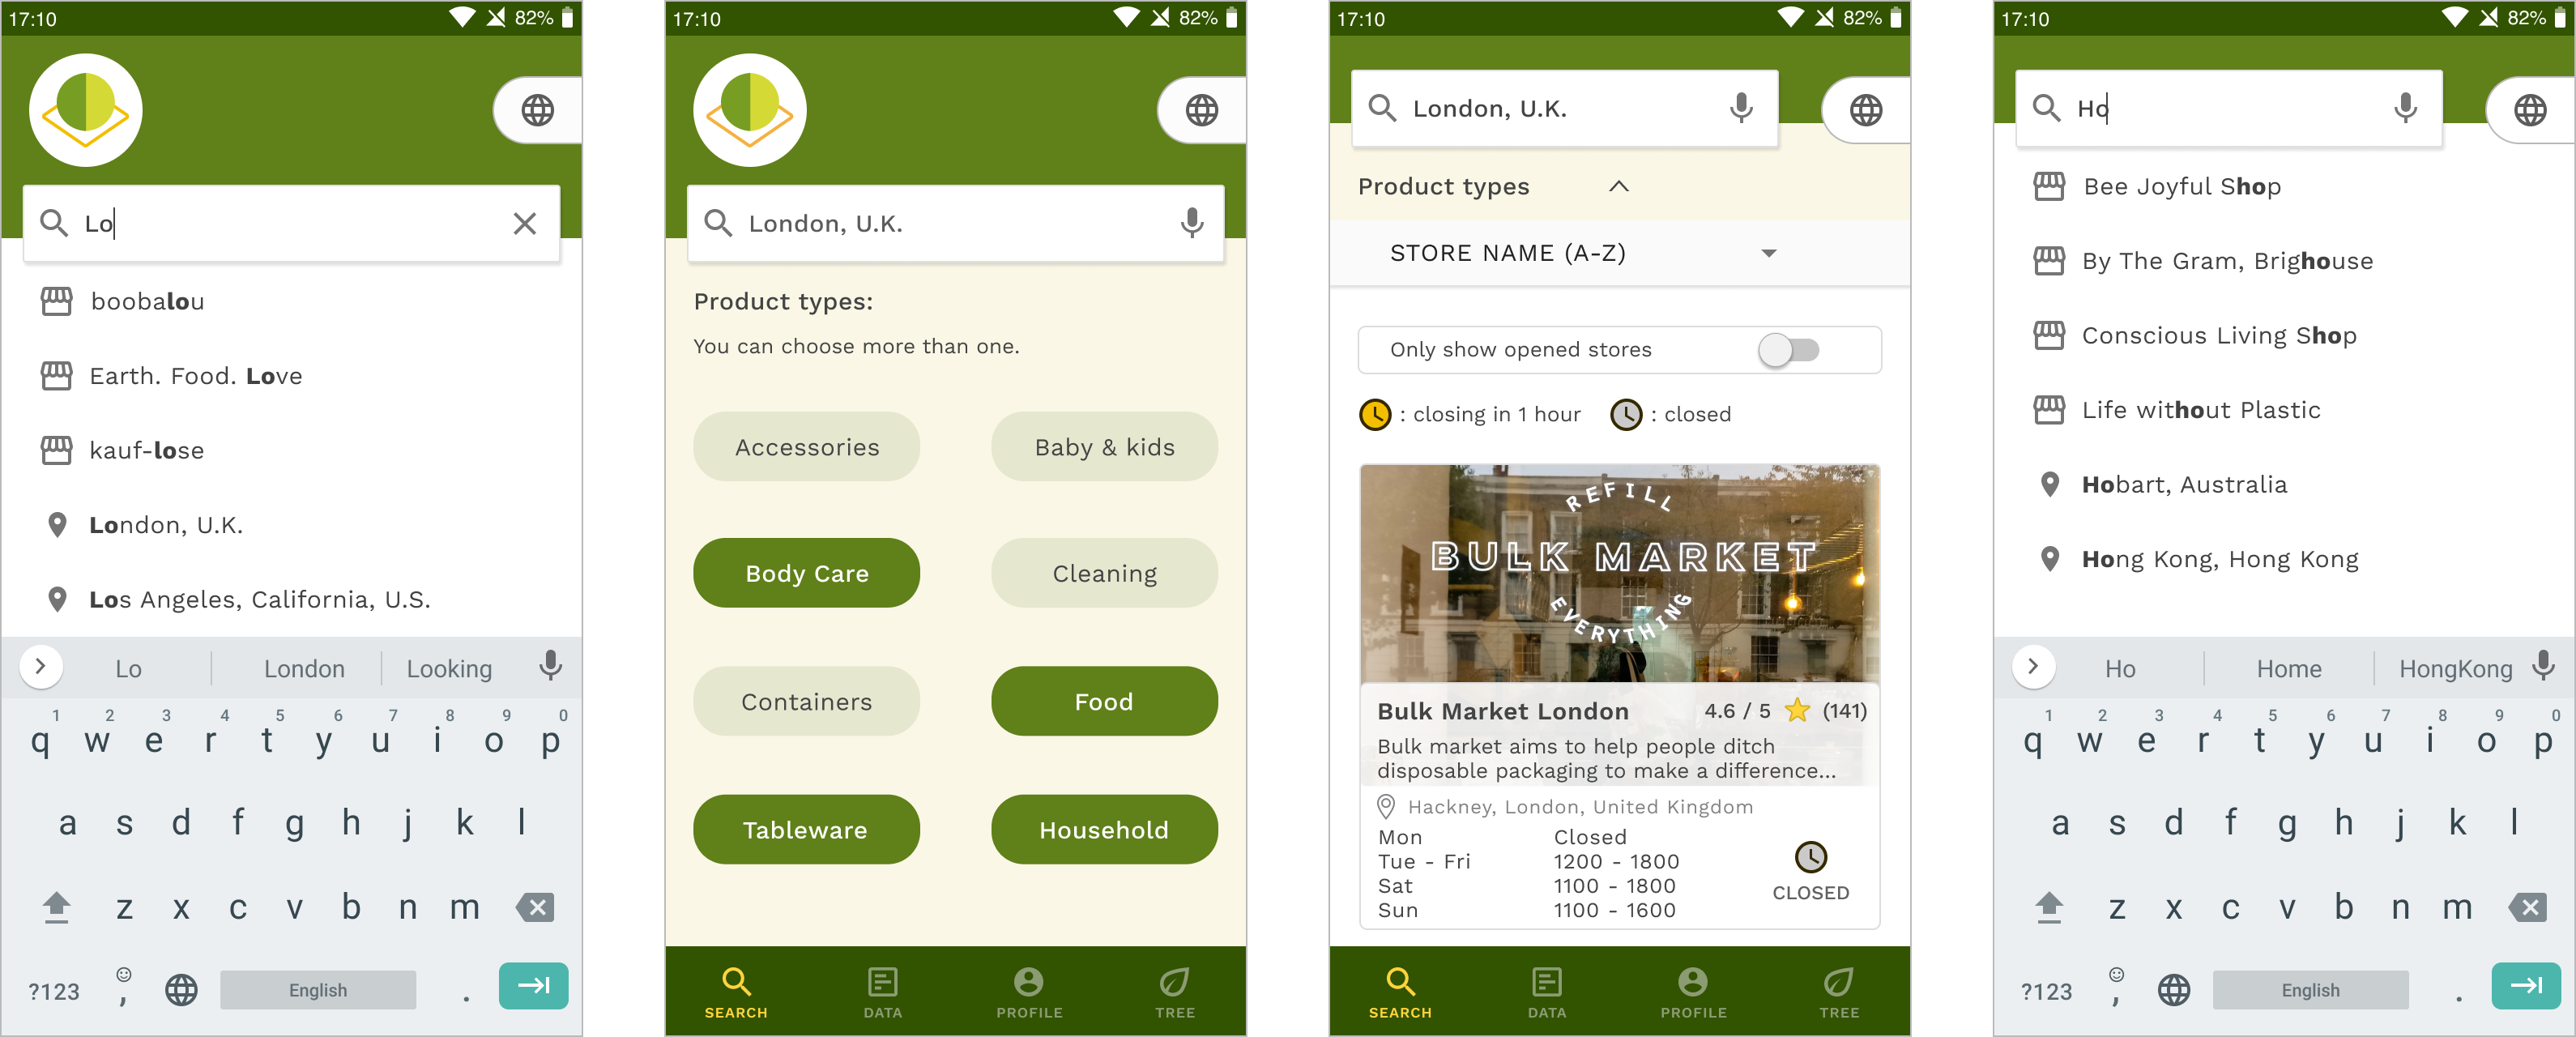 17:10
82%
Lo
boobalou
Earth. Food. Love
kauf-lose
London, U.K.
Los Angeles, California, U.S.
Lo London Looking
1 2 3 4 5 6 7 8 9 0
q w e r t y u i o p
a s d f g h j k l
z x c v b n m
?123 , English .
17:10
82%
London, U.K.
Product types:
You can choose more than one.
Accessories Baby & kids
Body Care Cleaning
Containers Food
Tableware Household
SEARCH DATA PROFILE TREE
17:10
82%
London, U.K.
Product types
STORE NAME (A-Z)
Only show opened stores
: closing in 1 hour : closed
REFILL
BULK MARKET
EVERYTHING
Bulk Market London 4.6 / 5 (141)
Bulk market aims to help people ditch
disposable packaging to make a difference...
Hackney, London, United Kingdom
Mon Closed
Tue - Fri 1200 - 1800
Sat 1100 - 1800
Sun 1100 - 1600
CLOSED
SEARCH DATA PROFILE TREE
17:10
82%
Ho
Bee Joyful Shop
By The Gram, Brighouse
Conscious Living Shop
Life without Plastic
Hobart, Australia
Hong Kong, Hong Kong
Ho Home HongKong
1 2 3 4 5 6 7 8 9 0
q w e r t y u i o p
a s d f g h j k l
z x c v b n m
?123 , English .